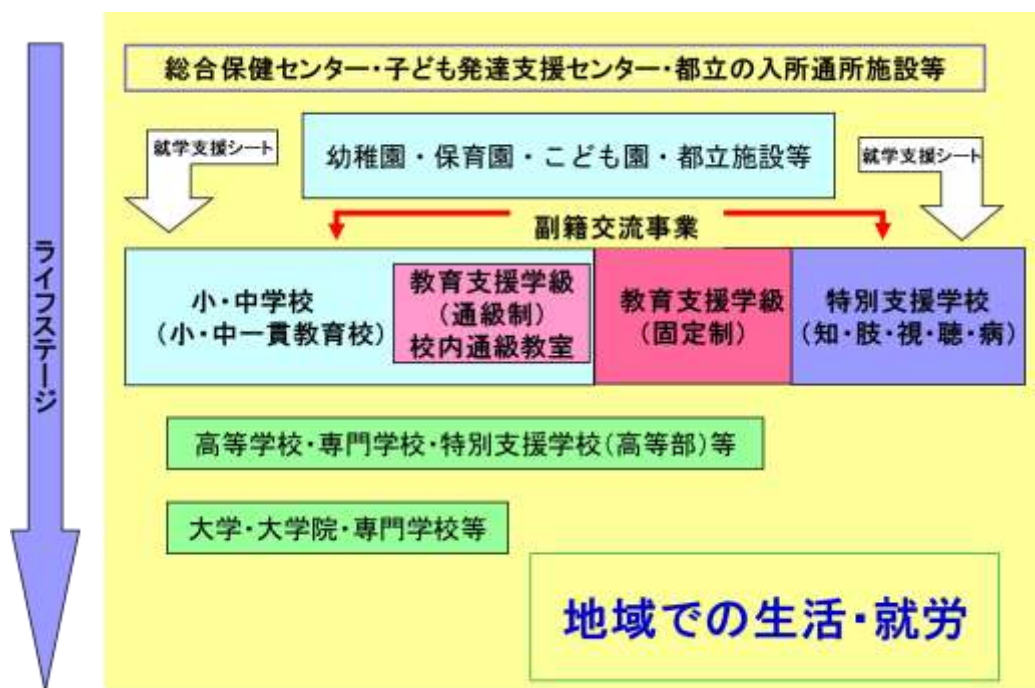 総合保健センター・子ども発達支援センター・都立の入所通所施設等
就学支援シート
幼稚園・保育園・こども園・都立施設等
就学支援シート
副籍交流事業
ライフステージ
小・中学校
(小・中一貫教育校)
教育支援学級
(通級制)
校内通級教室
教育支援学級
(固定制)
特別支援学校
(知・肢・視・聴・病)
高等学校・専門学校・特別支援学校(高等部)等
大学・大学院・専門学校等
地域での生活・就労